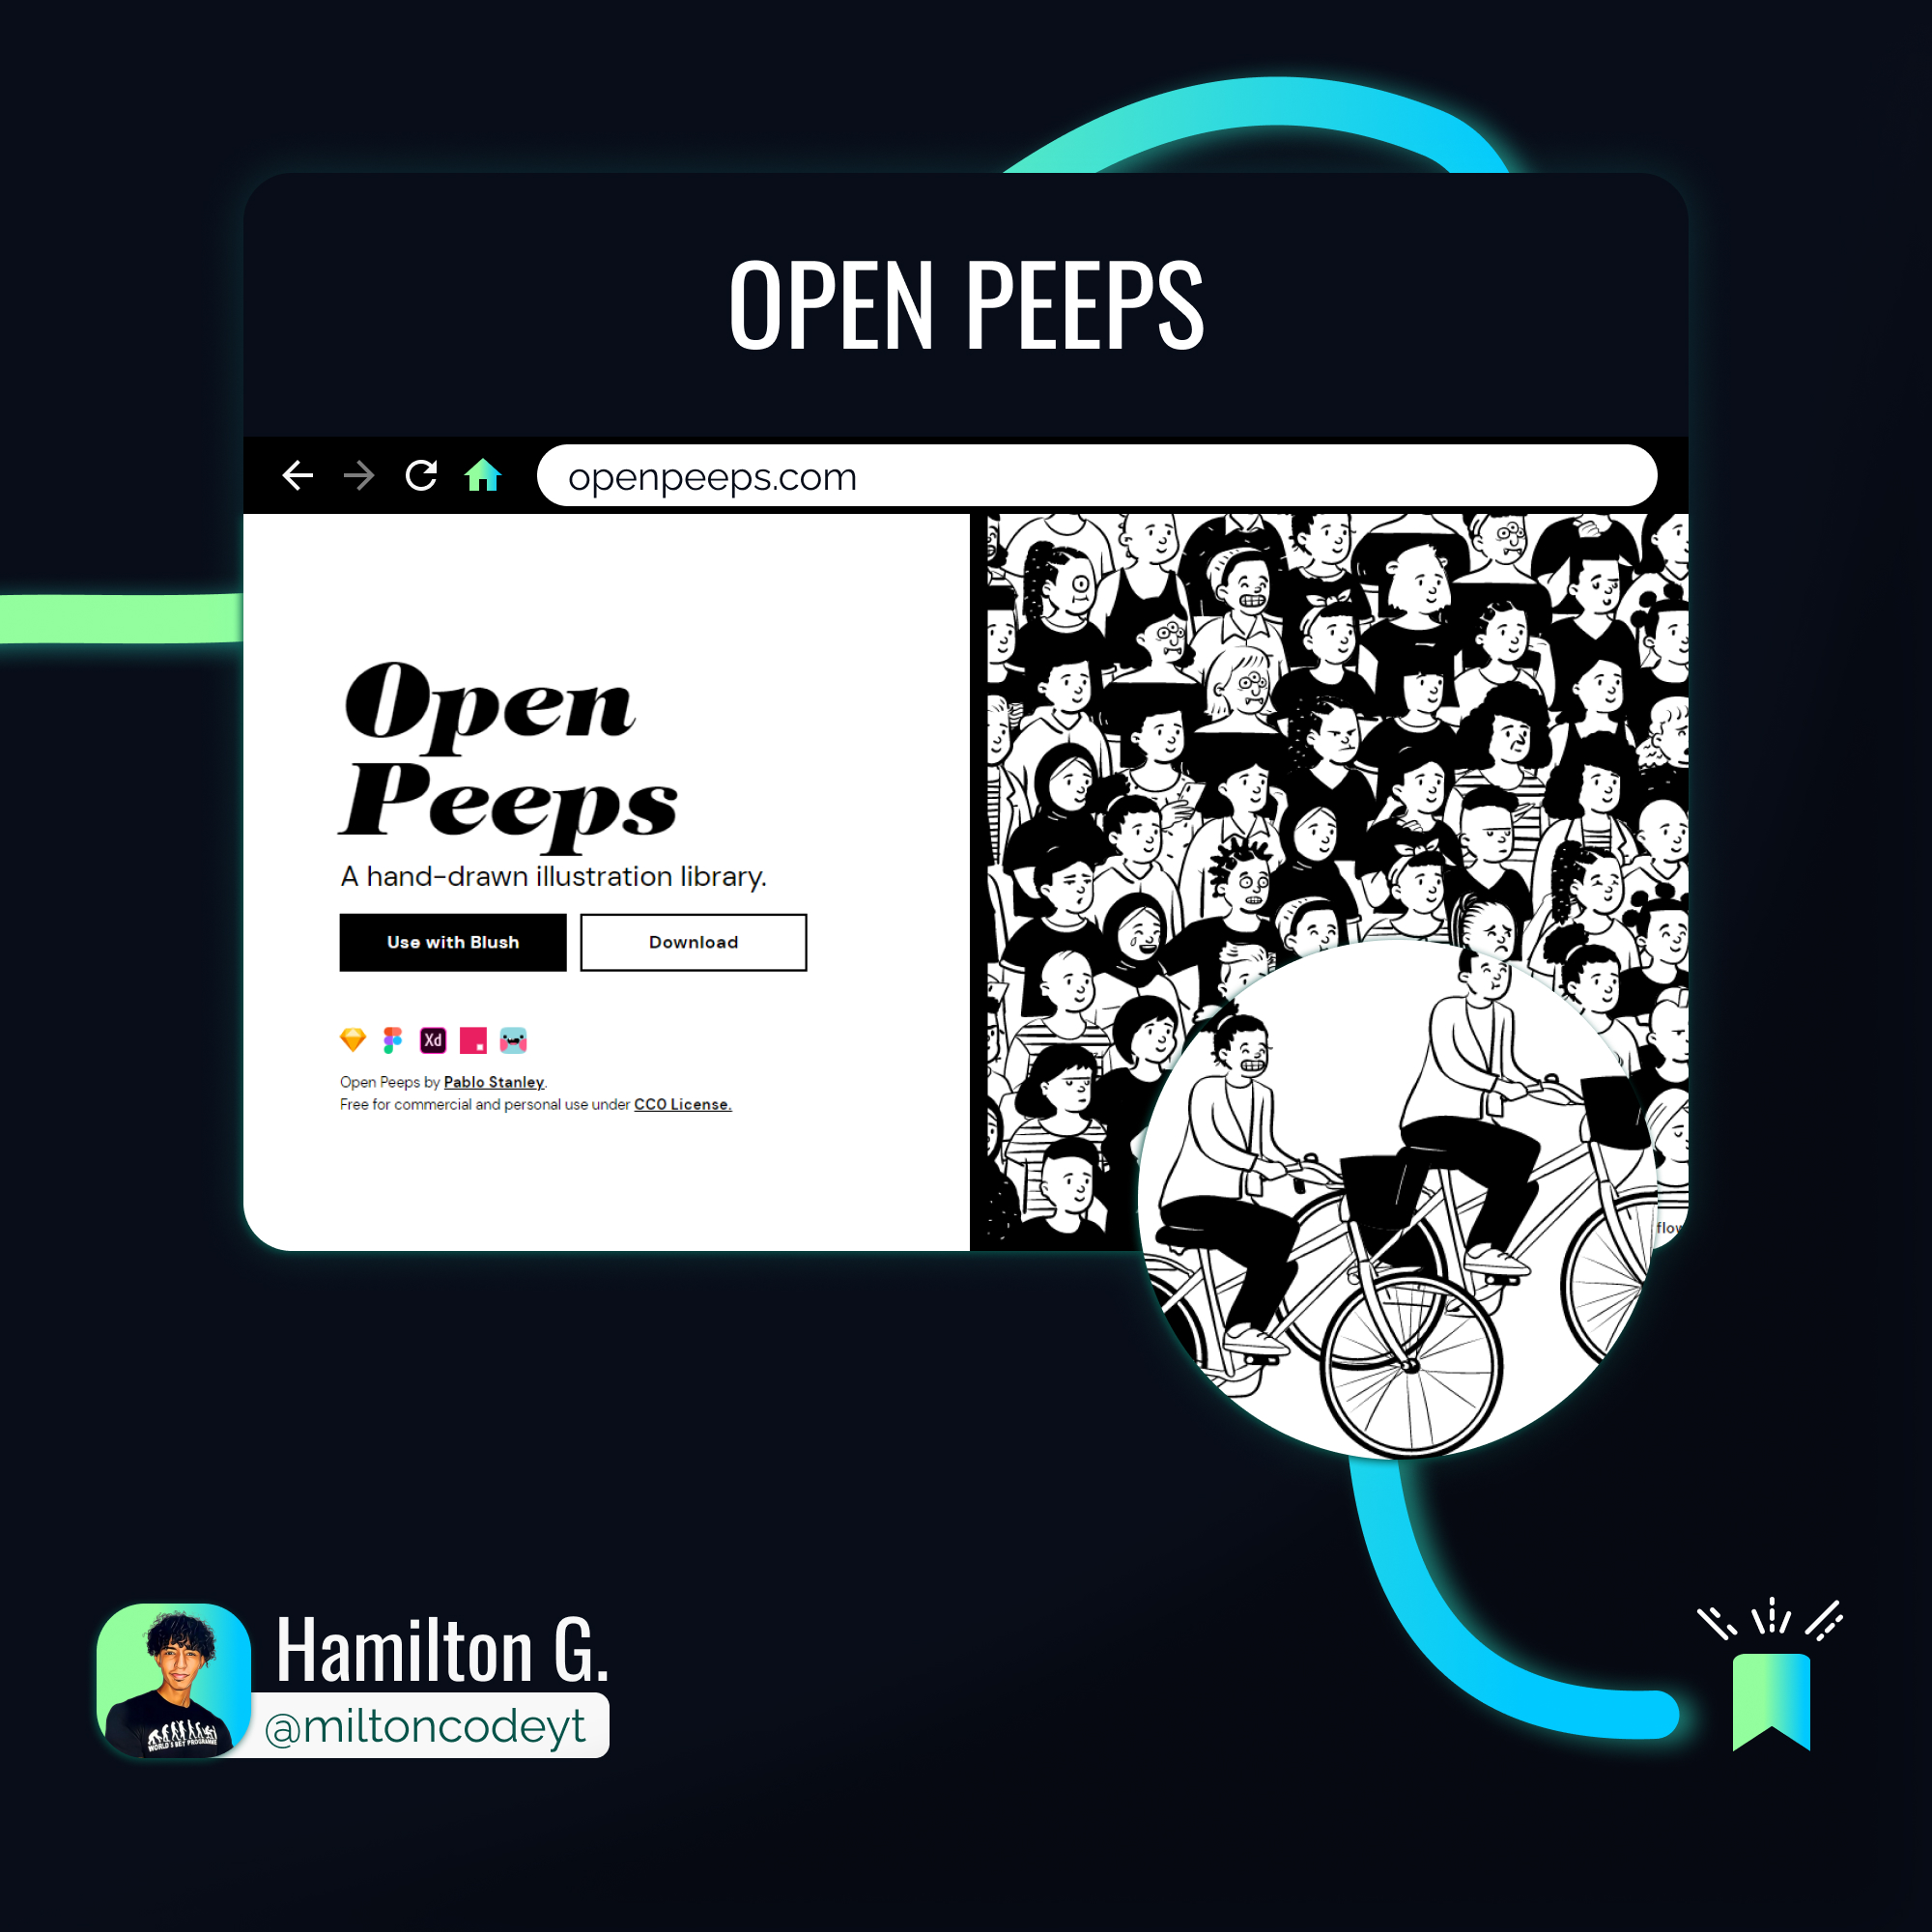 OPEN PEEPS
openpeeps.com
Open
Peeps
A hand-drawn illustration library.
Use with Blush
Download
Xd
Open Peeps by Pablo Stanley.
Free for commercial and personal use under CC0 License.
flow
Hamilton G.
@miltoncodeyt